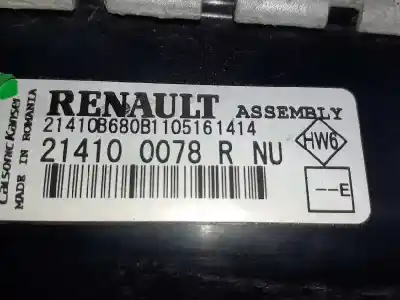 RENAULT ASSEMBLY
21410B680B1105161414
21410 0078 R NU
HW6
--E
Calsonic Kansei
MADE IN ROMANIA